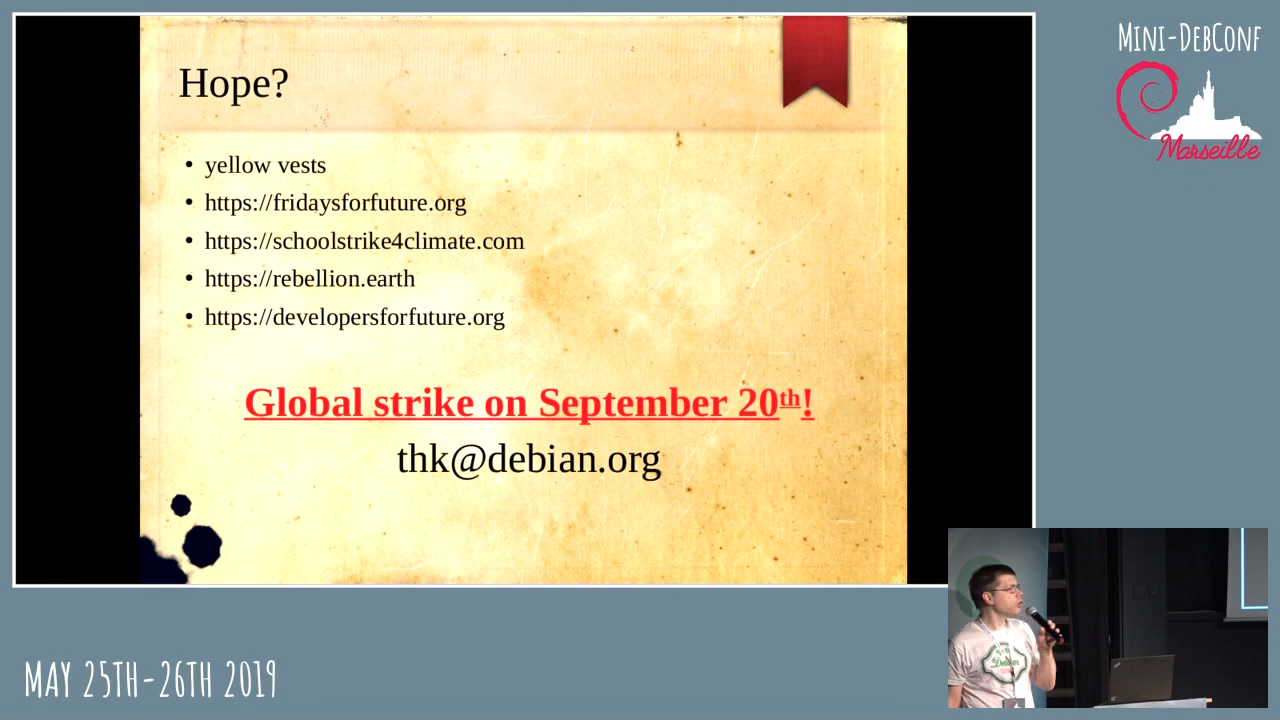 Hope?
• yellow vests
• https://fridaysforfuture.org
• https://schoolstrike4climate.com
• https://rebellion.earth
• https://developersforfuture.org
Global strike on September 20th!
thk@debian.org
MINI-DEBCONF
Marseille
MAY 25TH-26TH 2019
Debian